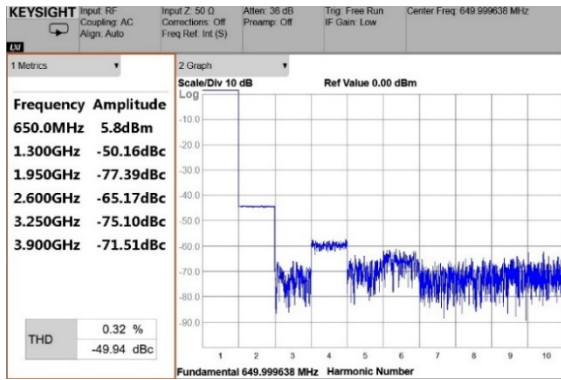 KEYSIGHT
Input: RF
Coupling: AC
Align: Auto
Input Z: 50 Ω
Corrections: Off
Freq Ref: Int (S)
Atten: 36 dB
Preamp: Off
Trig: Free Run
IF Gain: Low
Center Freq: 649.999638 MHz
LXI
1 Metrics
2 Graph
Scale/Div 10 dB
Ref Value 0.00 dBm
Log
Frequency Amplitude
650.0MHz 5.8dBm
1.300GHz -50.16dBc
1.950GHz -77.39dBc
2.600GHz -65.17dBc
3.250GHz -75.10dBc
3.900GHz -71.51dBc
THD
0.32 %
-49.94 dBc
-10.0
-20.0
-30.0
-40.0
-50.0
-60.0
-70.0
-80.0
-90.0
1 2 3 4 5 6 7 8 9 10
Fundamental 649.999638 MHz Harmonic Number